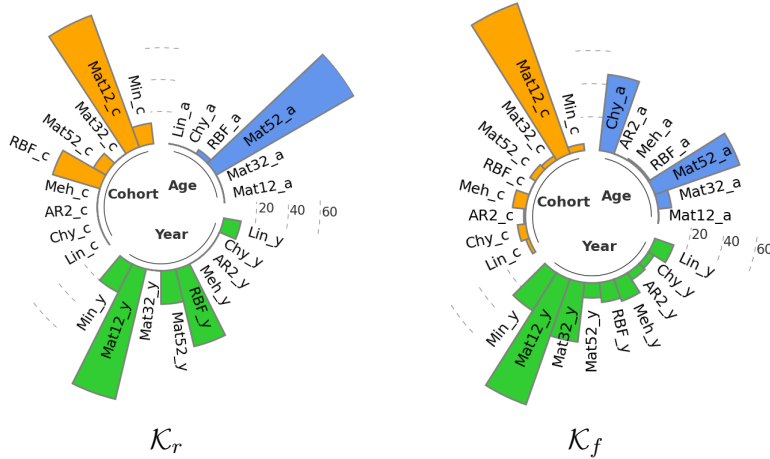 Lin_a
Chy_a
RBF_a
Mat52_a
Mat32_a
Mat12_a
Age
20
40
60
Lin_y
Chy_y
AR2_y
Meh_y
RBF_y
Mat52_y
Mat32_y
Mat12_y
Min_y
Year
Lin_c
Chy_c
AR2_c
Meh_c
RBF_c
Mat52_c
Mat32_c
Mat12_c
Min_c
Cohort
𝒦r
Chy_a
AR2_a
Meh_a
RBF_a
Mat52_a
Mat32_a
Mat12_a
Age
20
40
60
Lin_y
Chy_y
AR2_y
Meh_y
RBF_y
Mat52_y
Mat32_y
Mat12_y
Min_y
Year
Lin_c
Chy_c
AR2_c
Meh_c
RBF_c
Mat52_c
Mat32_c
Mat12_c
Min_c
Cohort
𝒦f